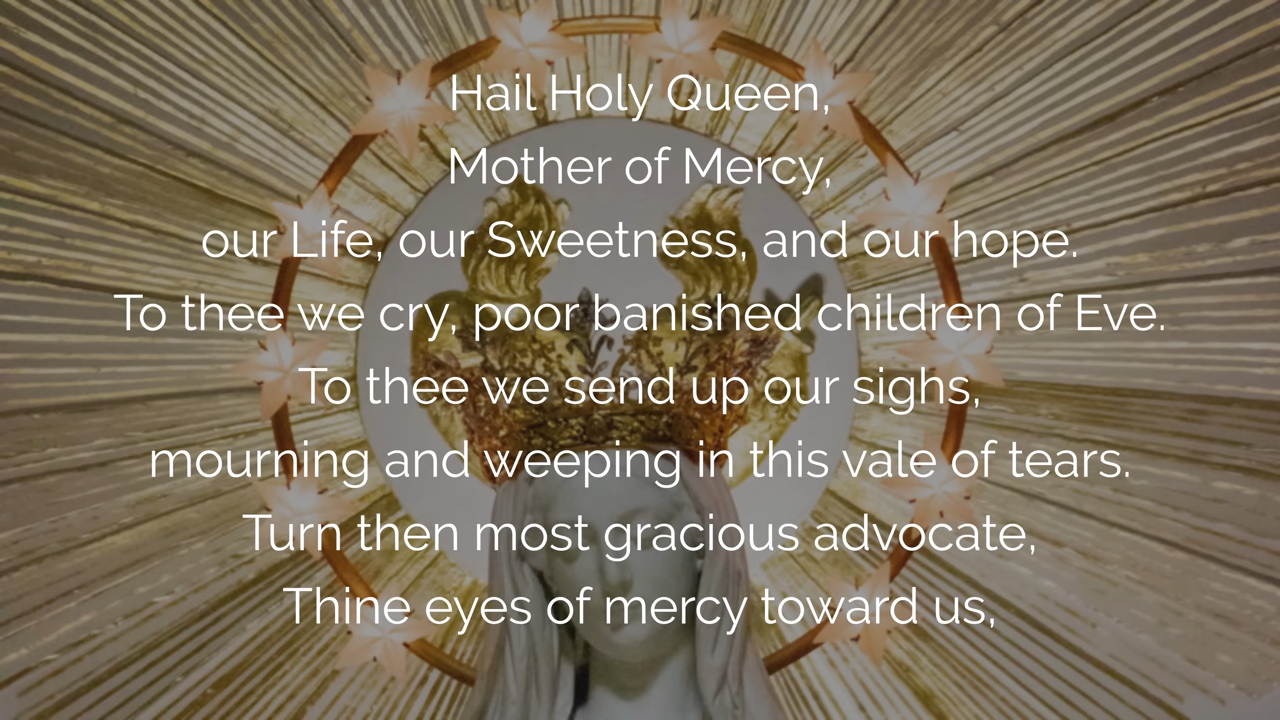 Hail Holy Queen,
Mother of Mercy,
our Life, our Sweetness, and our hope.
To thee we cry, poor banished children of Eve.
To thee we send up our sighs,
mourning and weeping in this vale of tears.
Turn then most gracious advocate,
Thine eyes of mercy toward us,